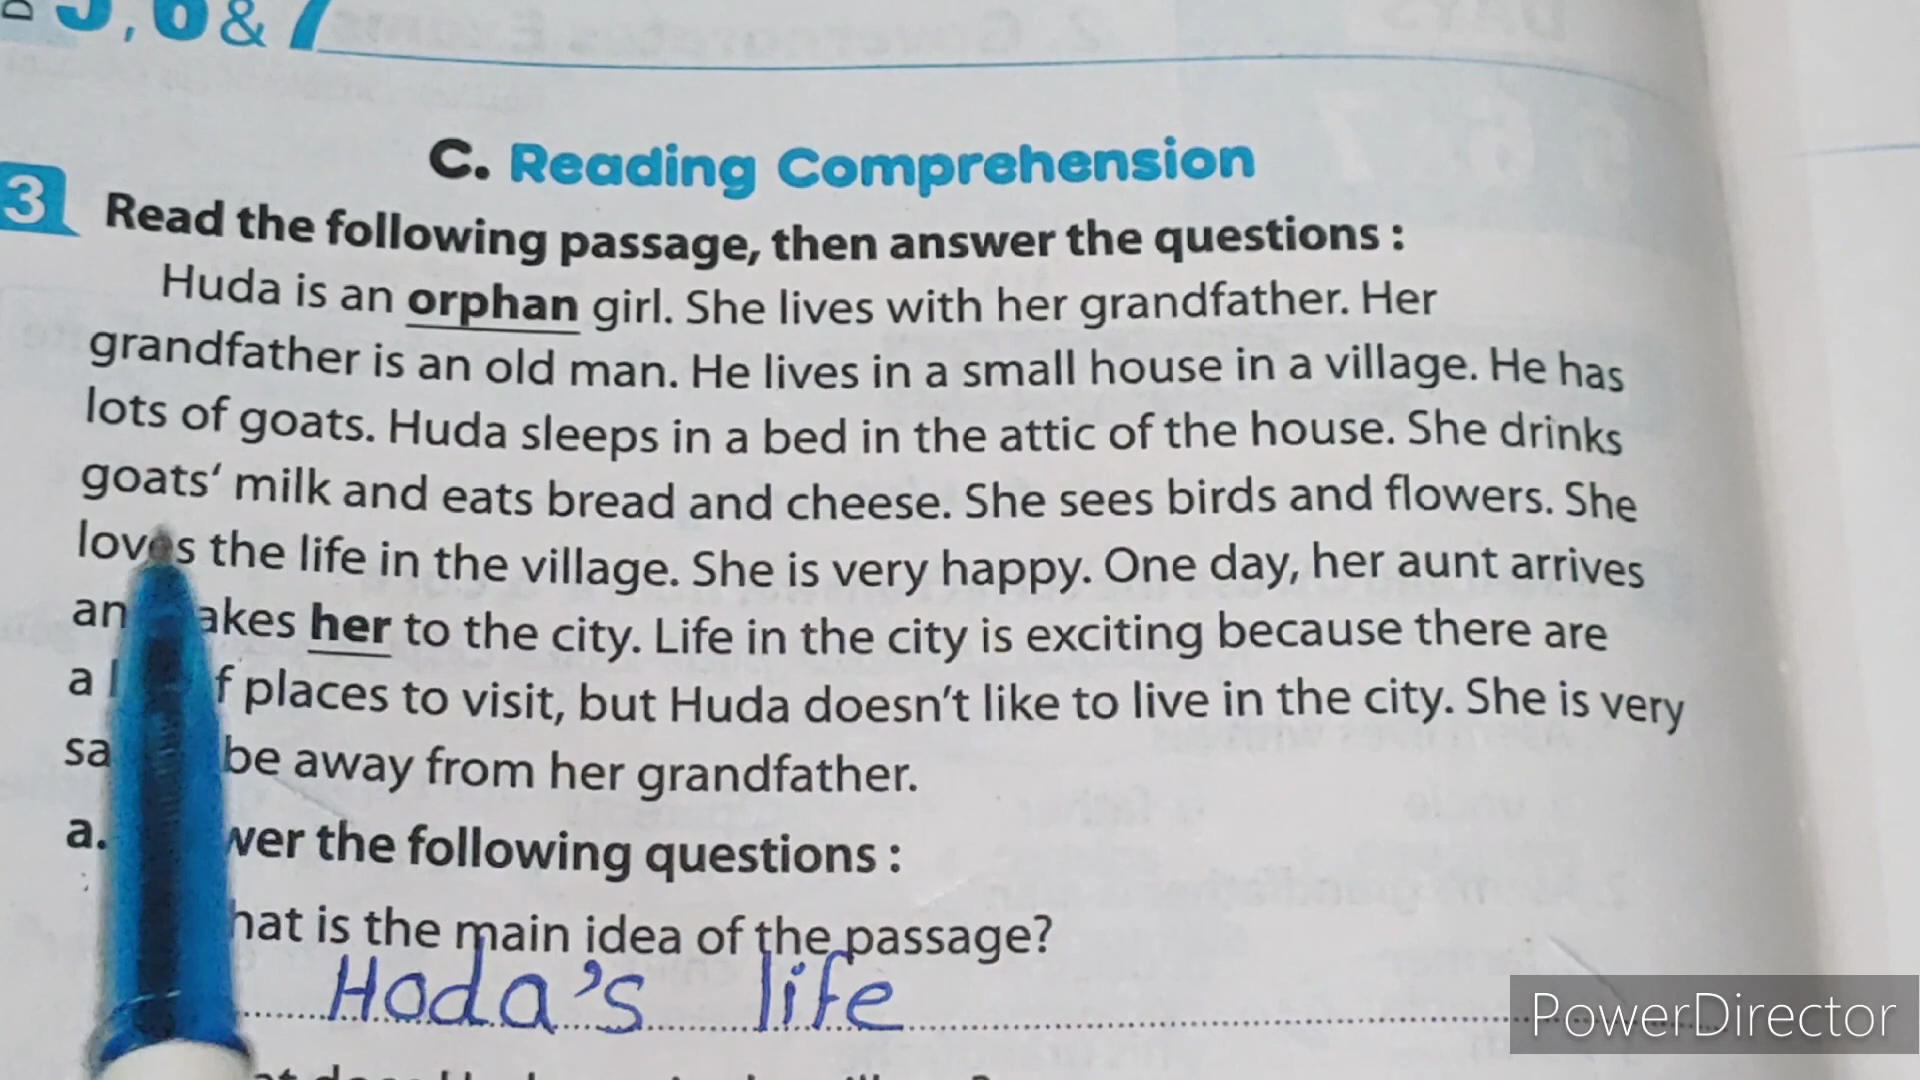 5, 6 & 7
C. Reading Comprehension
3 Read the following passage, then answer the questions :
Huda is an orphan girl. She lives with her grandfather. Her
grandfather is an old man. He lives in a small house in a village. He has
lots of goats. Huda sleeps in a bed in the attic of the house. She drinks
goats‘ milk and eats bread and cheese. She sees birds and flowers. She
loves the life in the village. She is very happy. One day, her aunt arrives
her to the city. Life in the city is exciting because there are
a places to visit, but Huda doesn't like to live in the city. She is very
be away from her grandfather.
a. the following questions :
is the main idea of the passage?
Hoda's life
PowerDirector